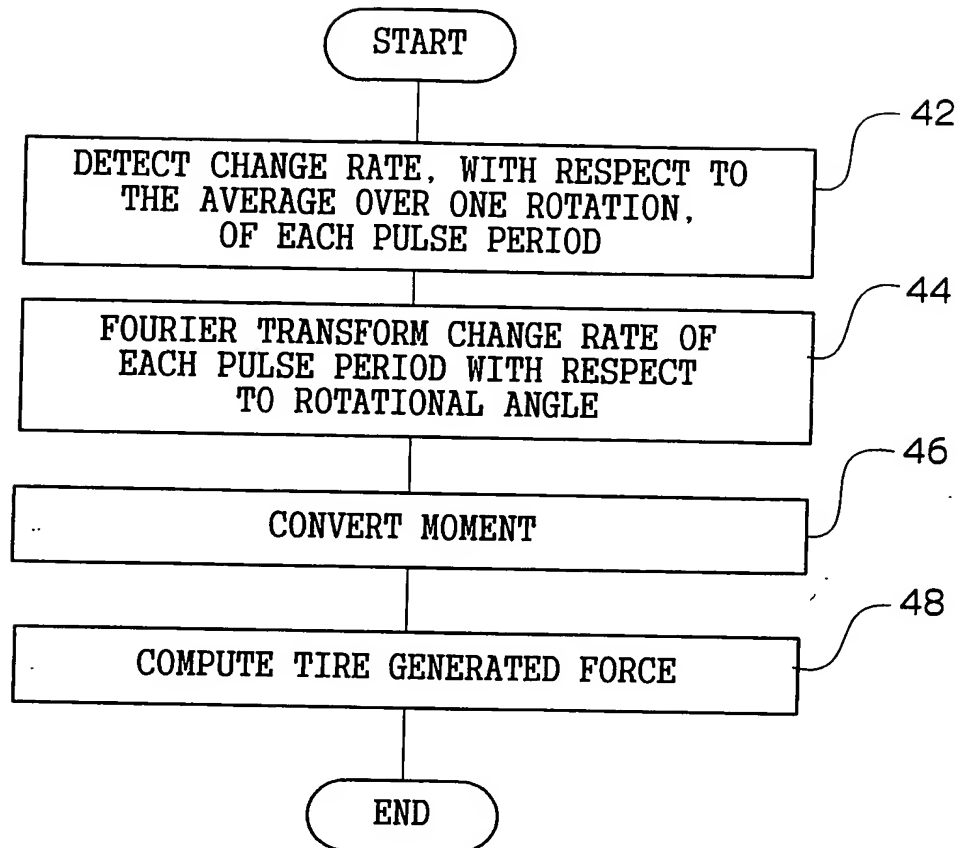 START
42
DETECT CHANGE RATE, WITH RESPECT TO
THE AVERAGE OVER ONE ROTATION,
OF EACH PULSE PERIOD
44
FOURIER TRANSFORM CHANGE RATE OF
EACH PULSE PERIOD WITH RESPECT
TO ROTATIONAL ANGLE
46
CONVERT MOMENT
48
COMPUTE TIRE GENERATED FORCE
END